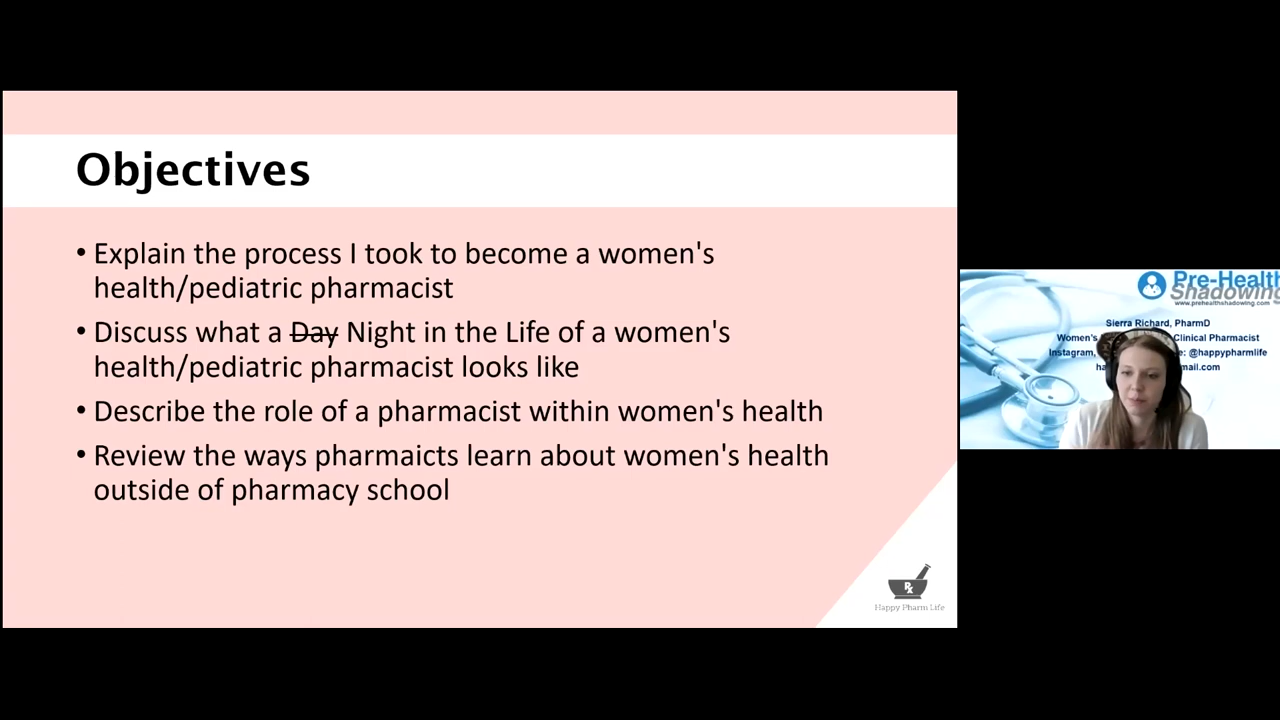 Objectives
• Explain the process I took to become a women's
health/pediatric pharmacist
• Discuss what a Day Night in the Life of a women's
health/pediatric pharmacist looks like
• Describe the role of a pharmacist within women's health
• Review the ways pharmaicts learn about women's health
outside of pharmacy school
Rx
Happy Pharm Life
Pre-Health
Shadowing
www.prehealthshadowing.com
Sierra Richard, PharmD
Women's Clinical Pharmacist
Instagram, e: @happypharmlife
ha mail.com